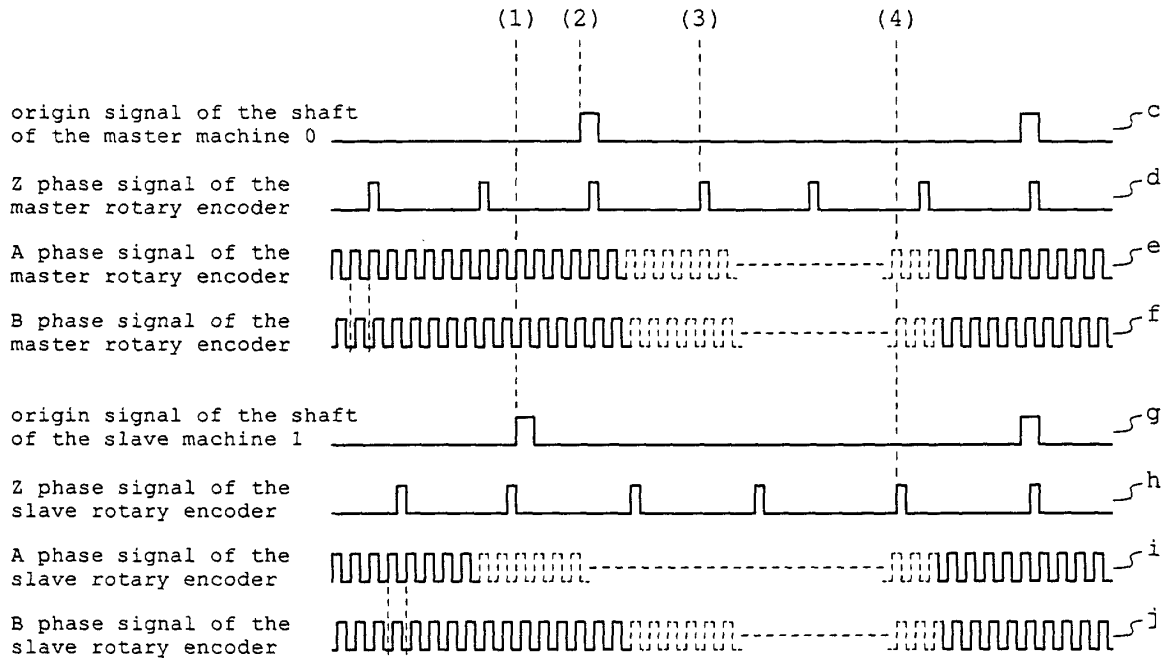 (1) (2) (3) (4)
origin signal of the shaft
of the master machine 0
c
Z phase signal of the
master rotary encoder
d
A phase signal of the
master rotary encoder
e
B phase signal of the
master rotary encoder
f
origin signal of the shaft
of the slave machine 1
g
Z phase signal of the
slave rotary encoder
h
A phase signal of the
slave rotary encoder
i
B phase signal of the
slave rotary encoder
j